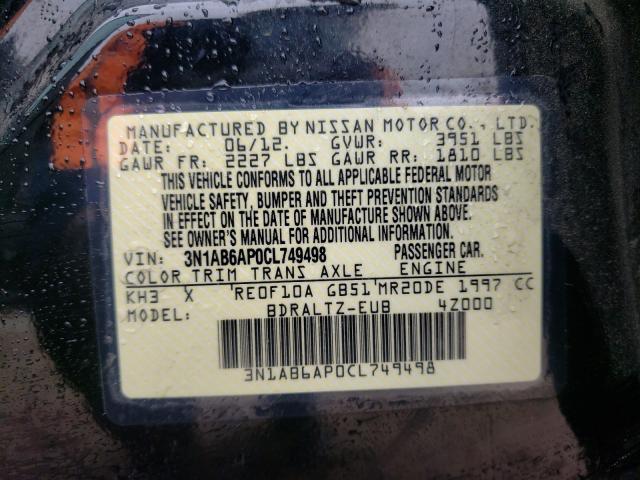 MANUFACTURED BY NISSAN MOTOR CO., LTD.
DATE: 06/12. GVWR: 3951 LBS
GAWR FR: 2227 LBS GAWR RR: 1810 LBS
THIS VEHICLE CONFORMS TO ALL APPLICABLE FEDERAL MOTOR
VEHICLE SAFETY, BUMPER AND THEFT PREVENTION STANDARDS
IN EFFECT ON THE DATE OF MANUFACTURE SHOWN ABOVE.
SEE OWNER'S MANUAL FOR ADDITIONAL INFORMATION.
VIN: 3N1AB6AP0CL749498 PASSENGER CAR.
COLOR TRIM TRANS AXLE ENGINE
KH3 X 'RE0F10A GB51'MR20DE 1997 CC
MODEL: BDRALTZ-EUB 4Z000
3N1AB6AP0CL749498